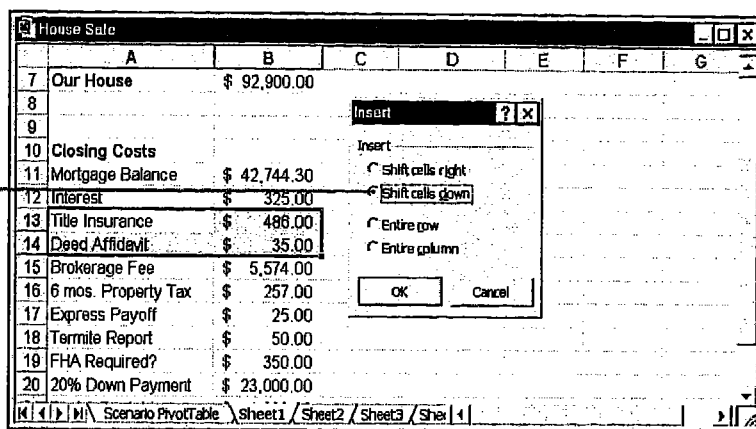 House Sale
A B C D E F G
7 Our House $ 92,900.00
8
9
10 Closing Costs
11 Mortgage Balance $ 42,744.30
12 Interest $ 325.00
13 Title Insurance $ 486.00
14 Deed Affidavit $ 35.00
15 Brokerage Fee $ 5,574.00
16 6 mos. Property Tax $ 257.00
17 Express Payoff $ 25.00
18 Termite Report $ 50.00
19 FHA Required? $ 350.00
20 20% Down Payment $ 23,000.00
Scenario PivotTable Sheet1 Sheet2 Sheet3 She
Insert ?
Insert
Shift cells right
Shift cells down
Entire row
Entire column
OK Cancel